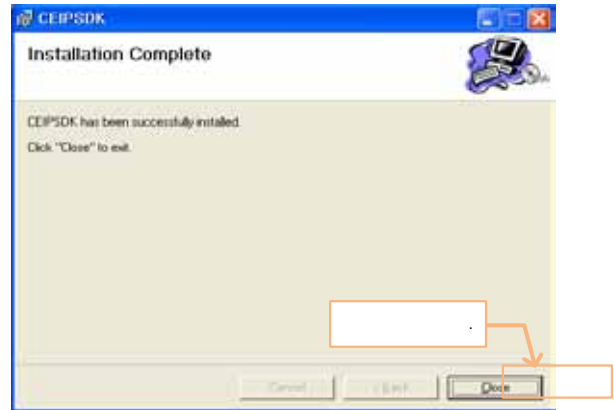 CEIPSDK
Installation Complete
CEIPSDK has been successfully installed.
Click "Close" to exit.
.
Cancel < Back Close